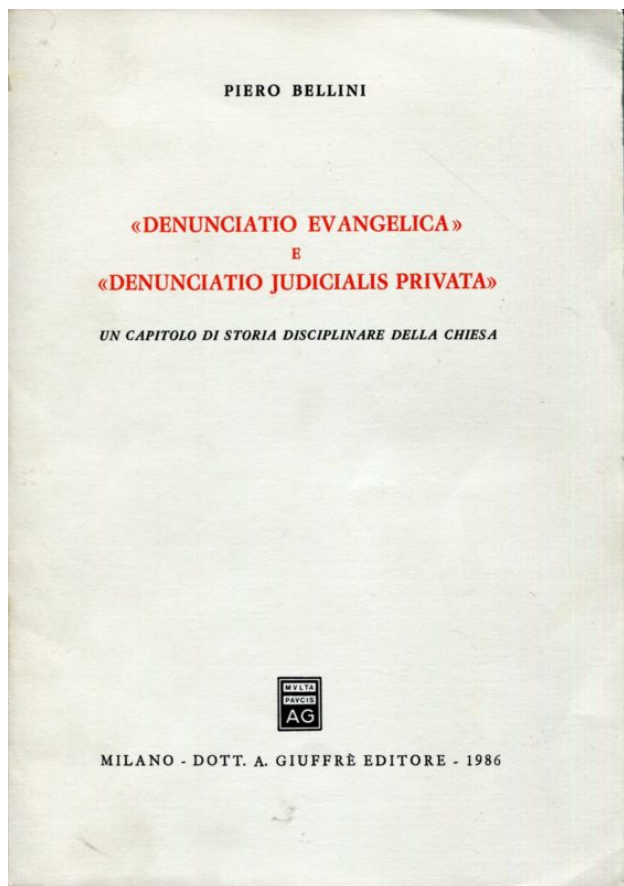 PIERO BELLINI
«DENUNCIATIO EVANGELICA»
E
«DENUNCIATIO JUDICIALIS PRIVATA»
UN CAPITOLO DI STORIA DISCIPLINARE DELLA CHIESA
MVLTA
PAVCIS
AG
MILANO - DOTT. A. GIUFFRÈ EDITORE - 1986